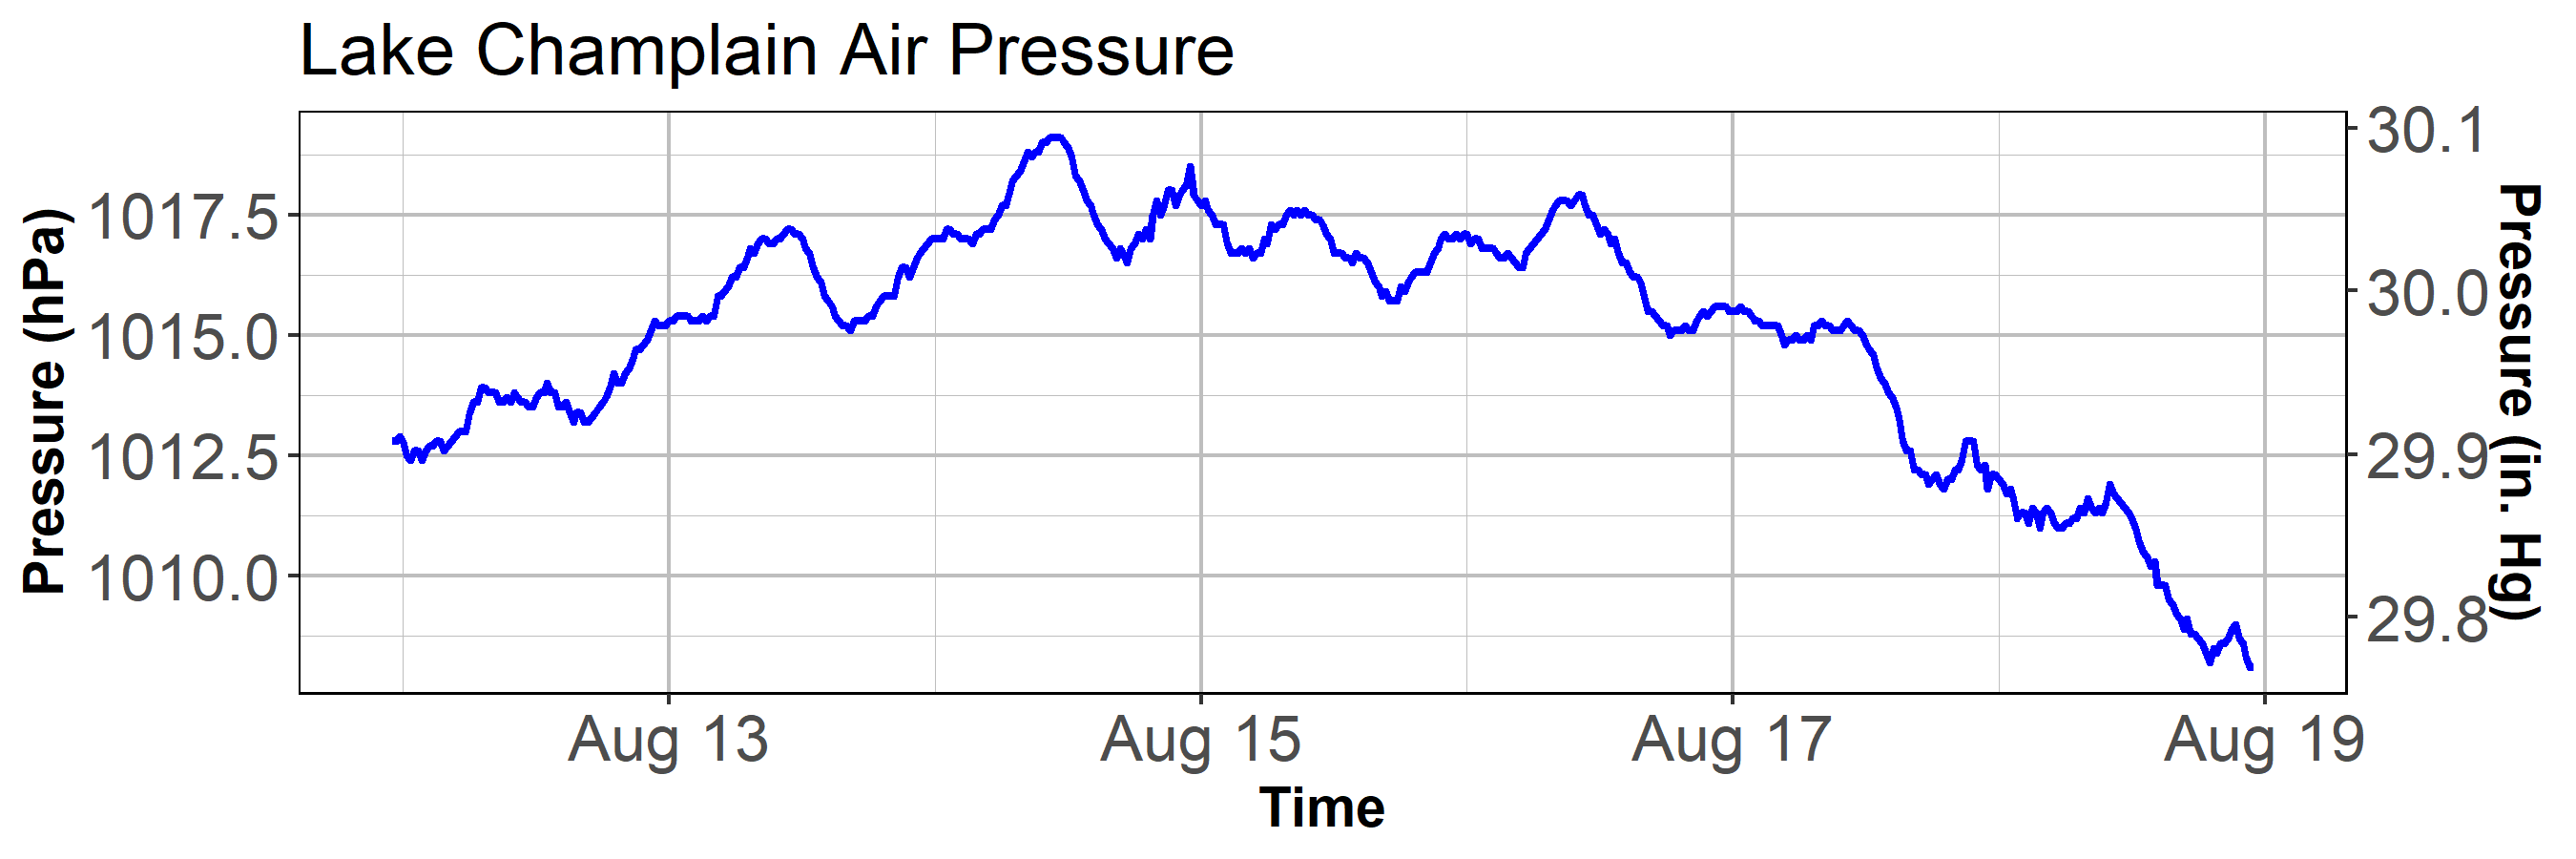 Lake Champlain Air Pressure
Pressure (hPa)
1017.5
1015.0
1012.5
1010.0
30.1
30.0
29.9
29.8
Pressure (in. Hg)
Aug 13 Aug 15 Aug 17 Aug 19
Time